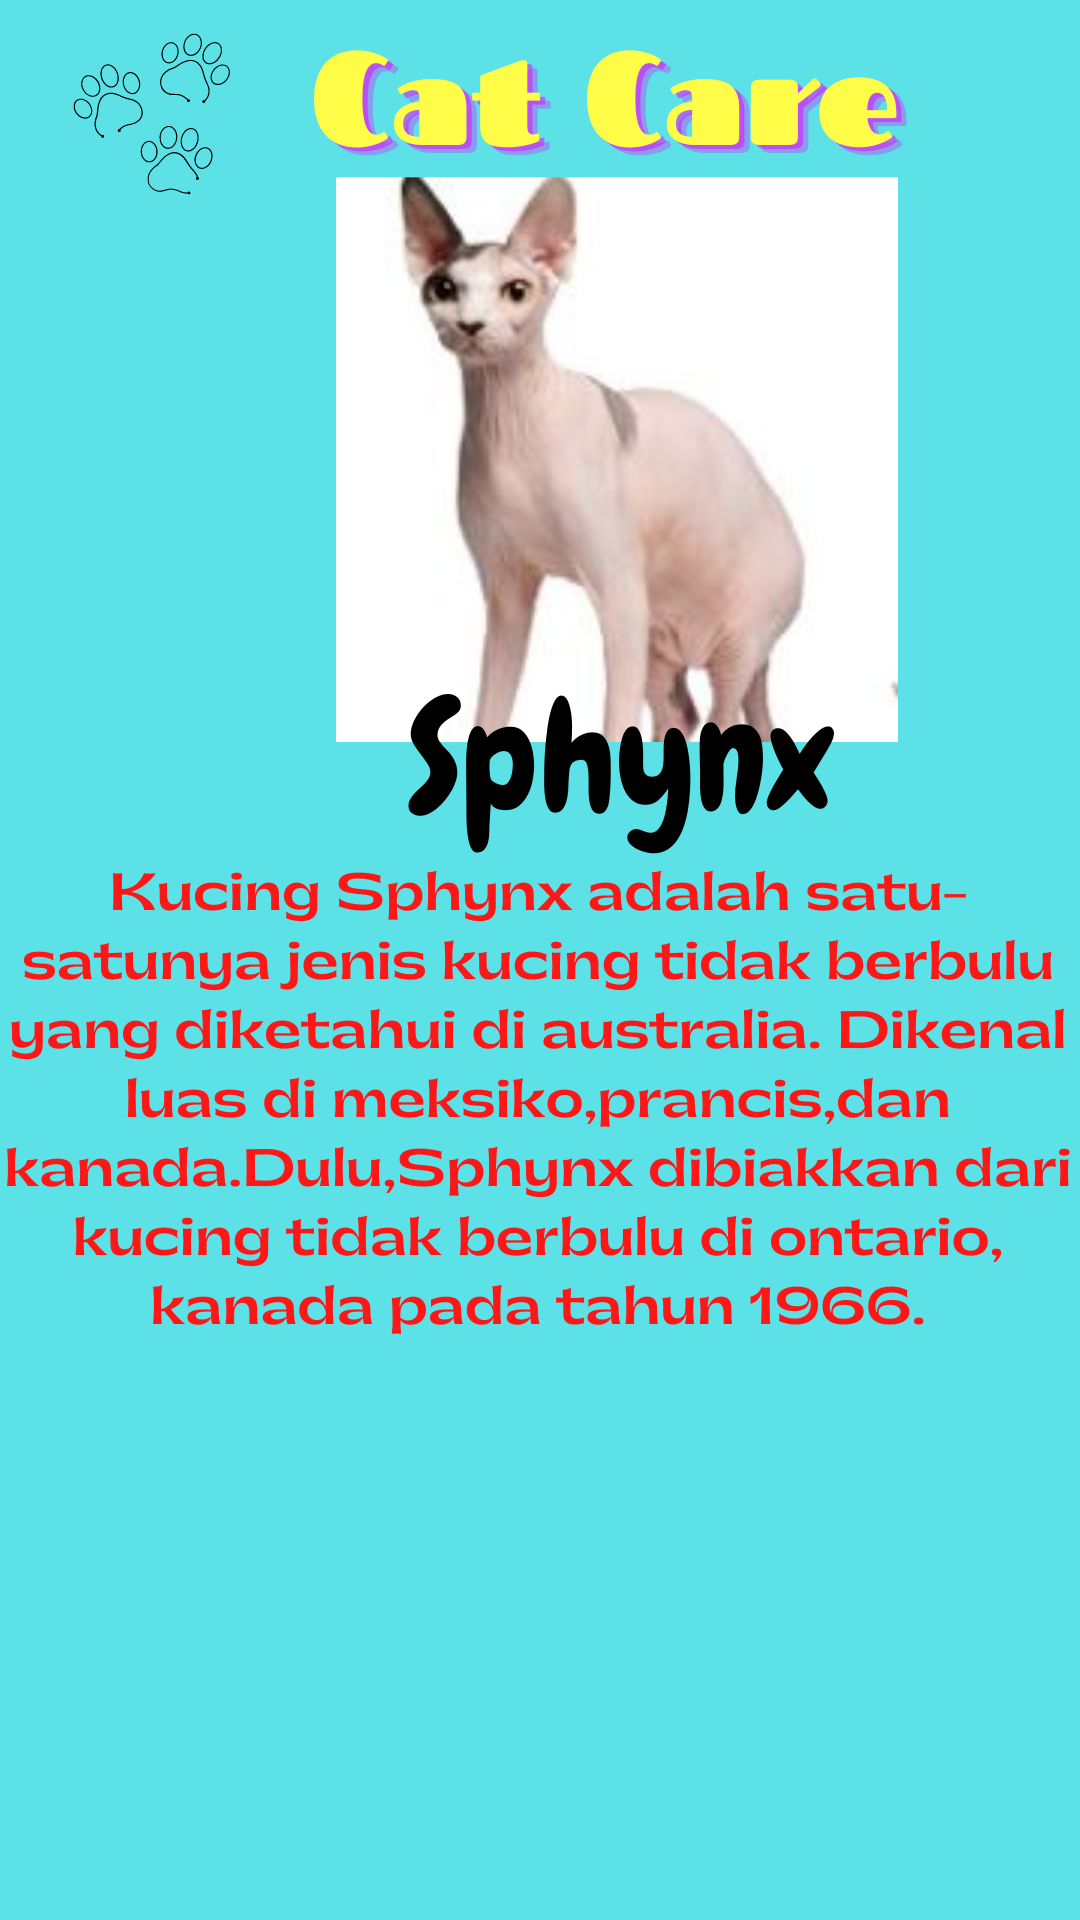 Cat Care
Sphynx
Kucing Sphynx adalah satu-
satunya jenis kucing tidak berbulu
yang diketahui di australia. Dikenal
luas di meksiko,prancis,dan
kanada.Dulu,Sphynx dibiakkan dari
kucing tidak berbulu di ontario,
kanada pada tahun 1966.